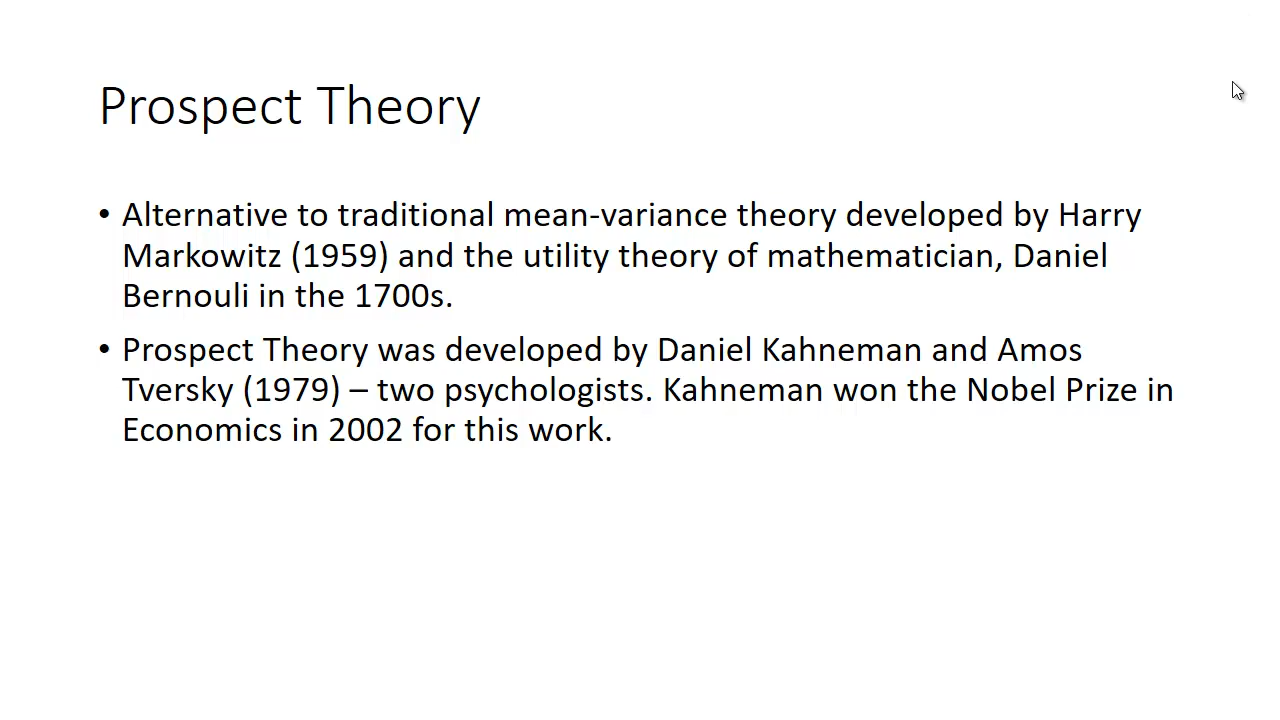 Prospect Theory
• Alternative to traditional mean-variance theory developed by Harry
Markowitz (1959) and the utility theory of mathematician, Daniel
Bernouli in the 1700s.
• Prospect Theory was developed by Daniel Kahneman and Amos
Tversky (1979) – two psychologists. Kahneman won the Nobel Prize in
Economics in 2002 for this work.